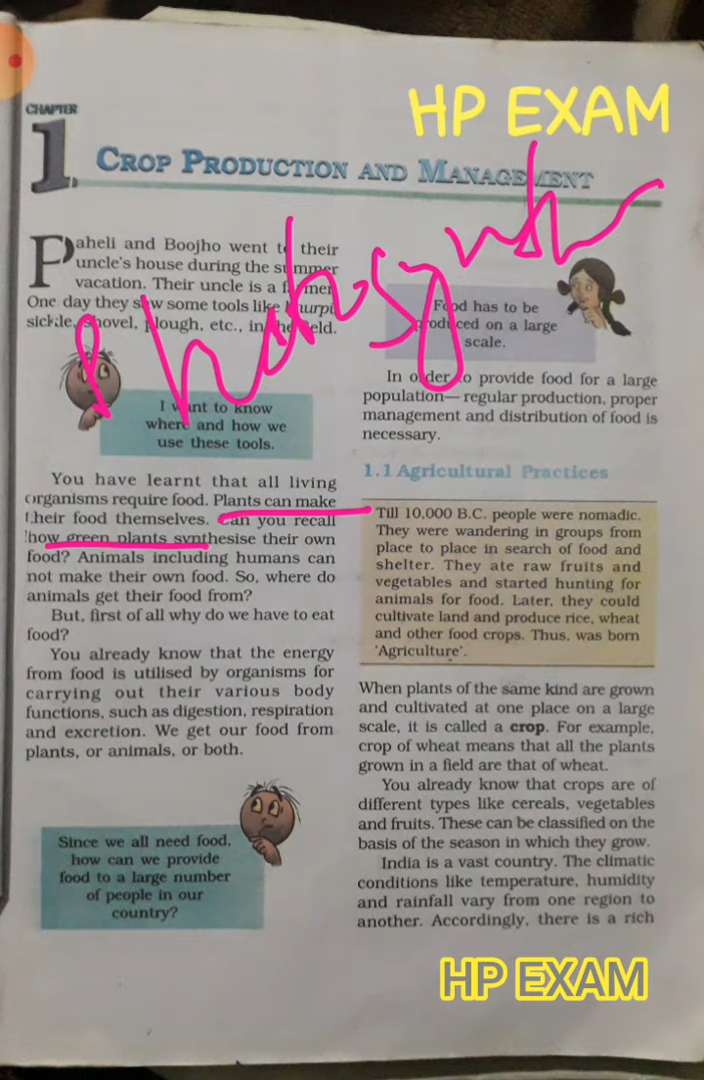 HP EXAM
CHAPTER
1.
CROP PRODUCTION AND MANAGEMENT
Paheli and Boojho went to their
uncle's house during the summer
vacation. Their uncle is a farmer.
One day they saw some tools like khurpi,
sickle, shovel, plough, etc., in the field.
I want to know
where and how we
use these tools.
You have learnt that all living
organisms require food. Plants can make
their food themselves. Can you recall
how green plants synthesise their own
food? Animals including humans can
not make their own food. So, where do
animals get their food from?
But, first of all why do we have to eat
food?
You already know that the energy
from food is utilised by organisms for
carrying out their various body
functions, such as digestion, respiration
and excretion. We get our food from
plants, or animals, or both.
Since we all need food,
how can we provide
food to a large number
of people in our
country?
Food has to be
produced on a large
scale.
In order to provide food for a large
population— regular production, proper
management and distribution of food is
necessary.
1.1 Agricultural Practices
Till 10,000 B.C. people were nomadic.
They were wandering in groups from
place to place in search of food and
shelter. They ate raw fruits and
vegetables and started hunting for
animals for food. Later, they could
cultivate land and produce rice, wheat
and other food crops. Thus, was born
'Agriculture'.
When plants of the same kind are grown
and cultivated at one place on a large
scale, it is called a crop. For example,
crop of wheat means that all the plants
grown in a field are that of wheat.
You already know that crops are of
different types like cereals, vegetables
and fruits. These can be classified on the
basis of the season in which they grow.
India is a vast country. The climatic
conditions like temperature, humidity
and rainfall vary from one region to
another. Accordingly, there is a rich
HP EXAM